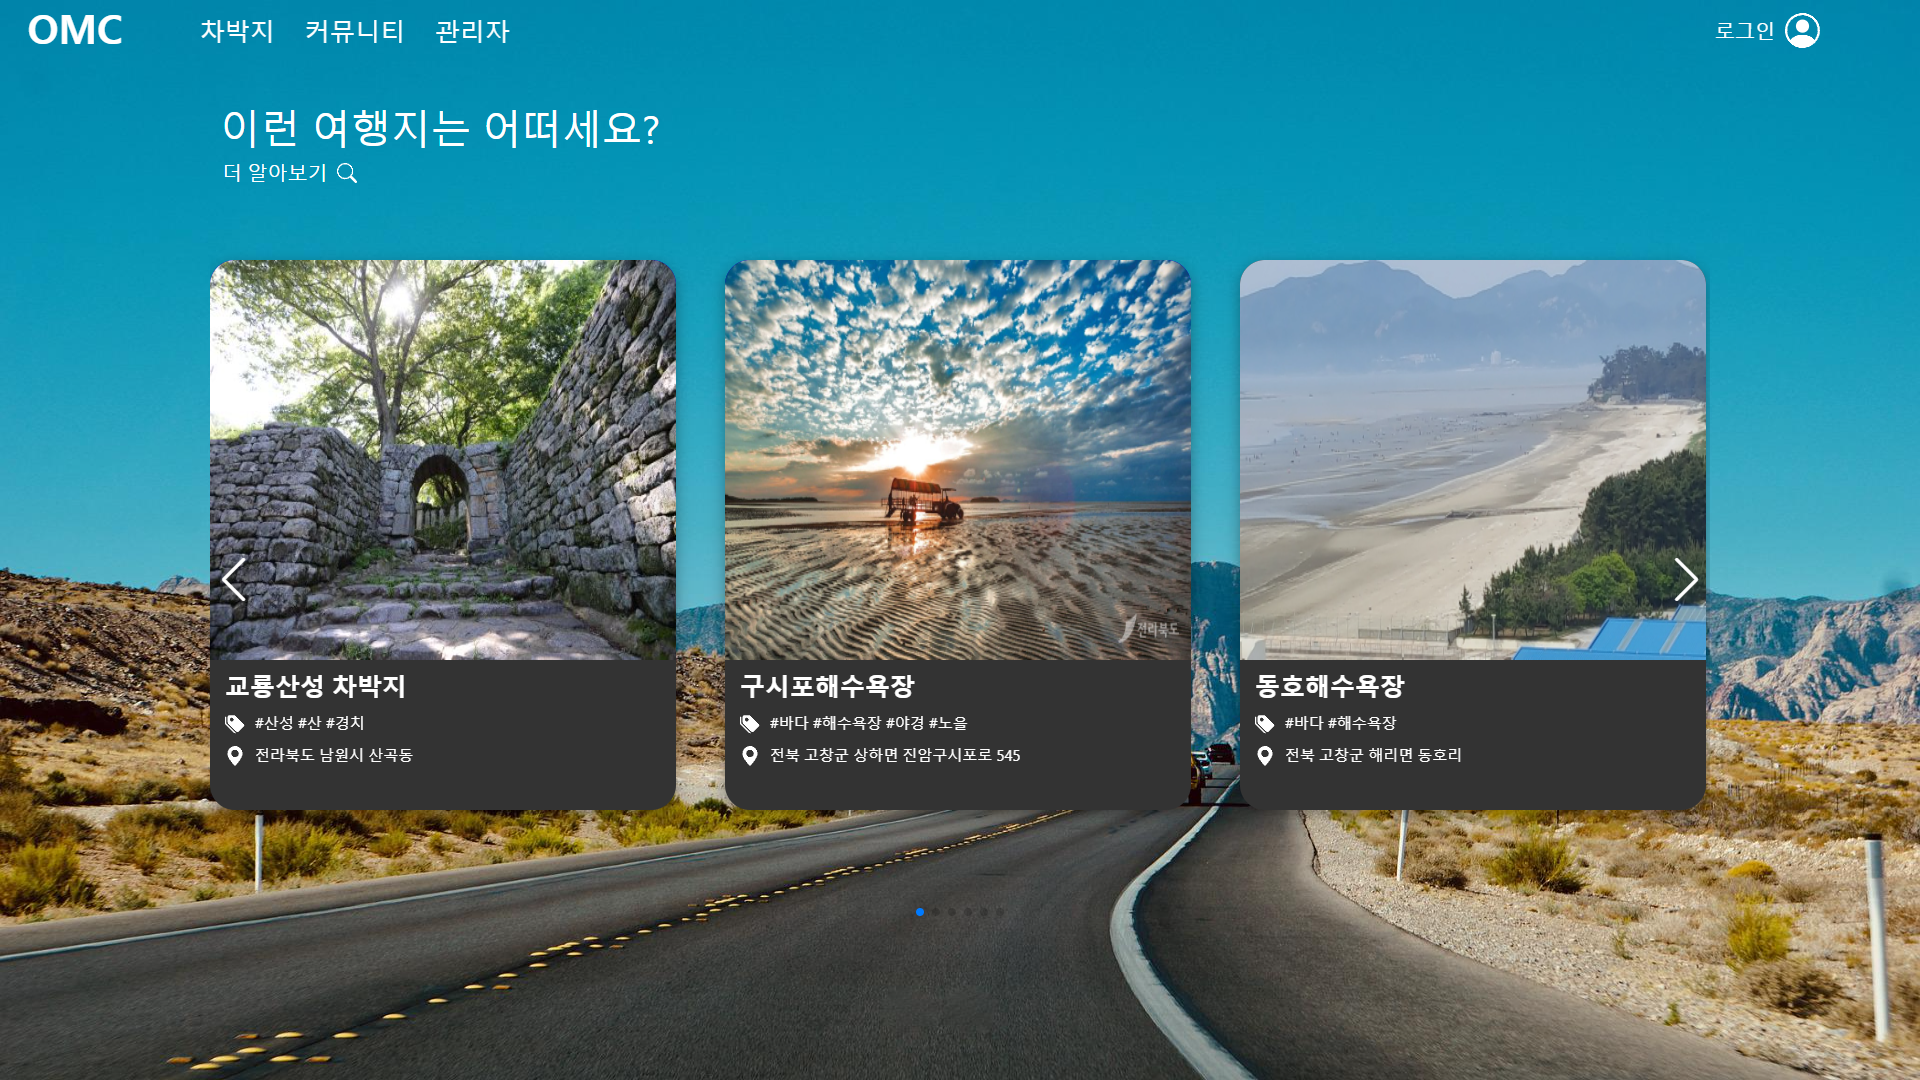 OMC
차박지 커뮤니티 관리자
로그인
이런 여행지는 어떠세요?
더 알아보기
전라북도
교룡산성 차박지
#산성 #산 #경치
전라북도 남원시 산곡동
구시포해수욕장
#바다 #해수욕장 #야경 #노을
전북 고창군 상하면 진암구시포로 545
동호해수욕장
#바다 #해수욕장
전북 고창군 해리면 동호리